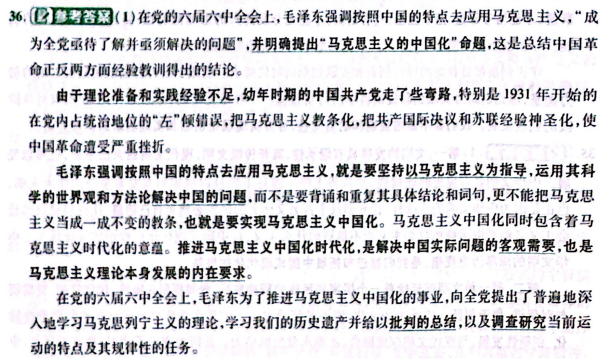 36.【参考答案】(1)在党的六届六中全会上，毛泽东强调按照中国的特点去应用马克思主义，“成
为全党亟待了解并亟须解决的问题”，并明确提出“马克思主义的中国化”命题，这是总结中国革
命正反两方面经验教训得出的结论。
由于理论准备和实践经验不足，幼年时期的中国共产党走了些弯路，特别是1931年开始的
在党内占统治地位的“左”倾错误，把马克思主义教条化，把共产国际决议和苏联经验神圣化，使
中国革命遭受严重挫折。
毛泽东强调按照中国的特点去应用马克思主义，就是要坚持以马克思主义为指导，运用其科
学的世界观和方法论解决中国的问题，而不是要背诵和重复其具体结论和词句，更不能把马克思
主义当成一成不变的教条，也就是要实现马克思主义中国化。马克思主义中国化同时包含着马
克思主义时代化的意蕴。推进马克思主义中国化时代化，是解决中国实际问题的客观需要，也是
马克思主义理论本身发展的内在要求。
在党的六届六中全会上，毛泽东为了推进马克思主义中国化的事业，向全党提出了普遍地深
入地学习马克思列宁主义的理论，学习我们的历史遗产并给以批判的总结，以及调查研究当前运
动的特点及其规律性的任务。